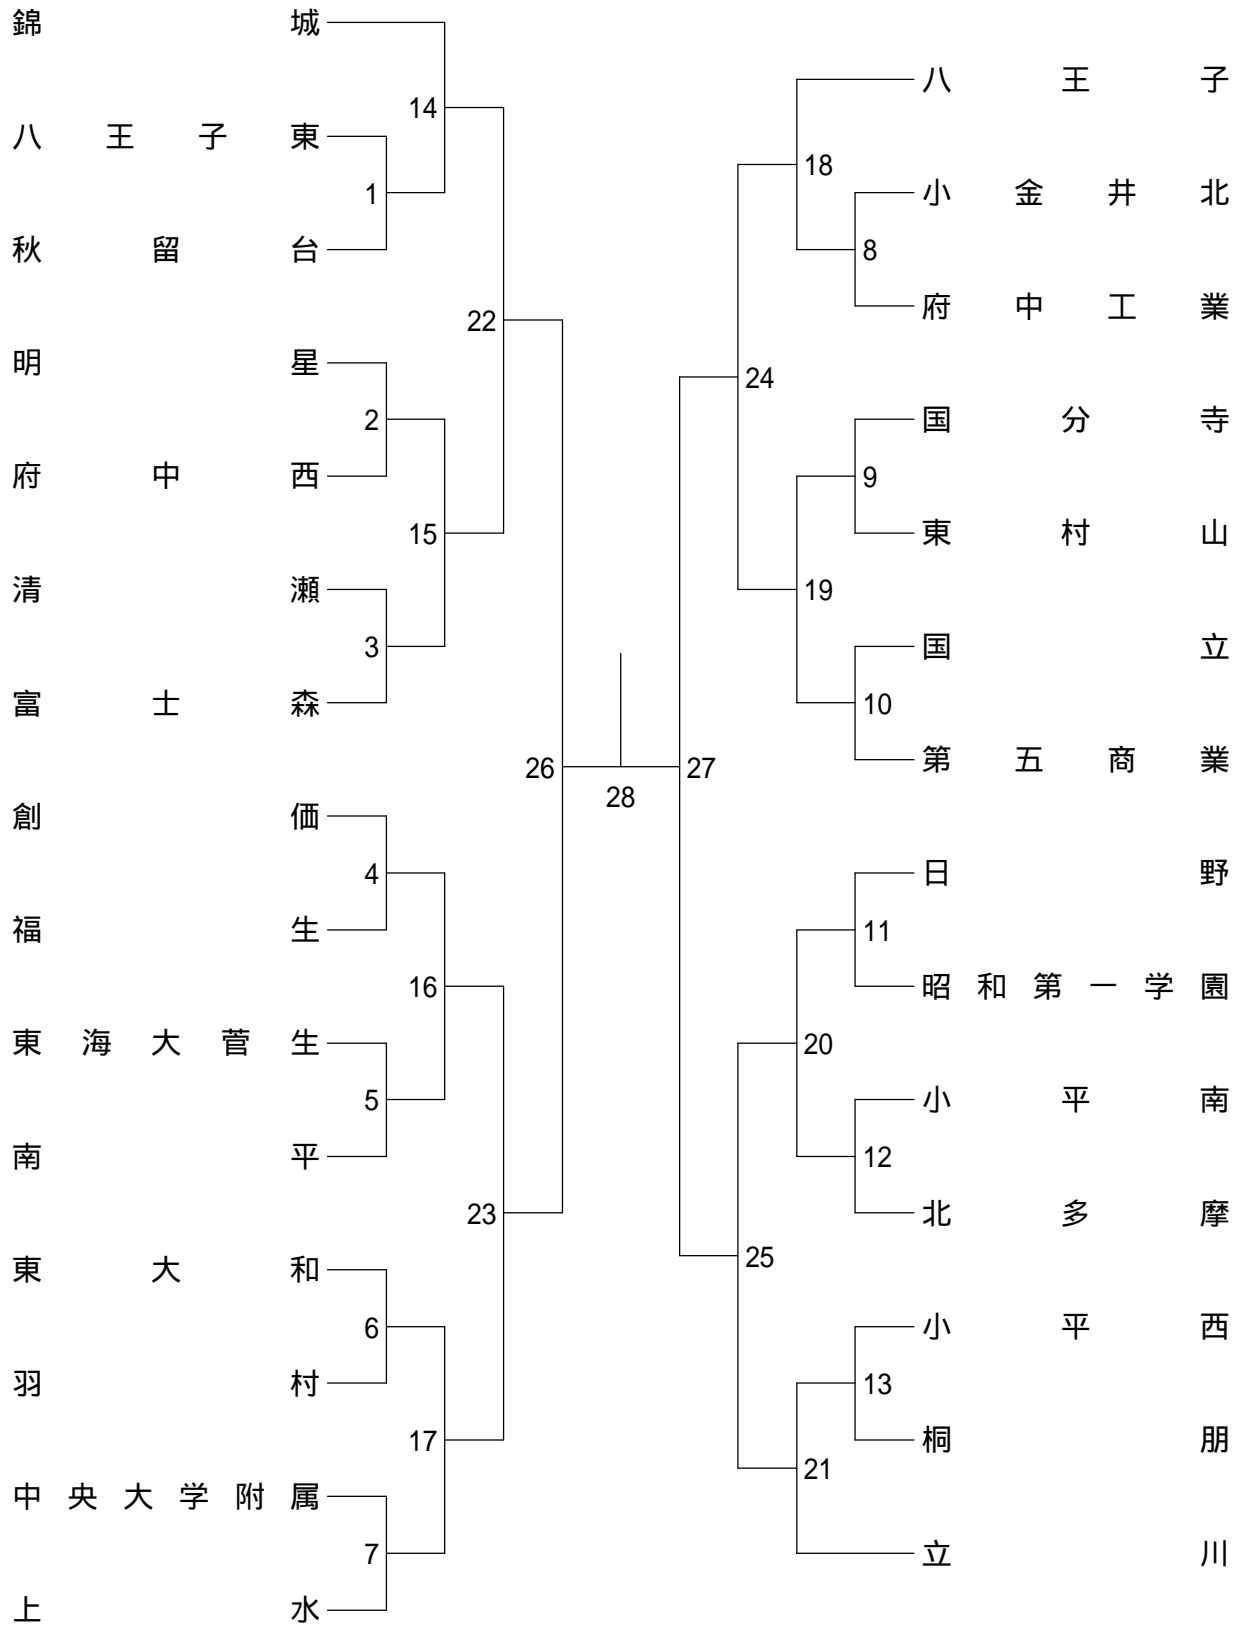 錦城
八王子東
秋留台
明星
府中西
清瀬
富士森
創価
福生
東海大菅生
南平
東大和
羽村
中央大学附属
上水
1
2
3
4
5
6
7
14
15
16
17
22
23
26
28
27
24
25
18
19
20
21
8
9
10
11
12
13
八王子
小金井北
府中工業
国分寺
東村山
国立
第五商業
日野
昭和第一学園
小平南
北多摩
小平西
桐朋
立川